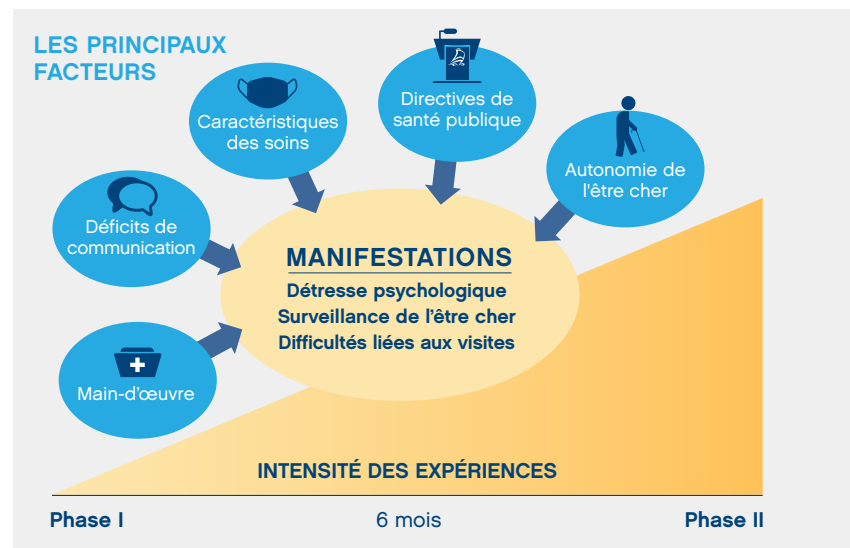 LES PRINCIPAUX
FACTEURS
Directives de
santé publique
Caractéristiques
des soins
Autonomie de
l'être cher
Déficits de
communication
Main-d'œuvre
MANIFESTATIONS
Détresse psychologique
Surveillance de l'être cher
Difficultés liées aux visites
INTENSITÉ DES EXPÉRIENCES
Phase I
6 mois
Phase II